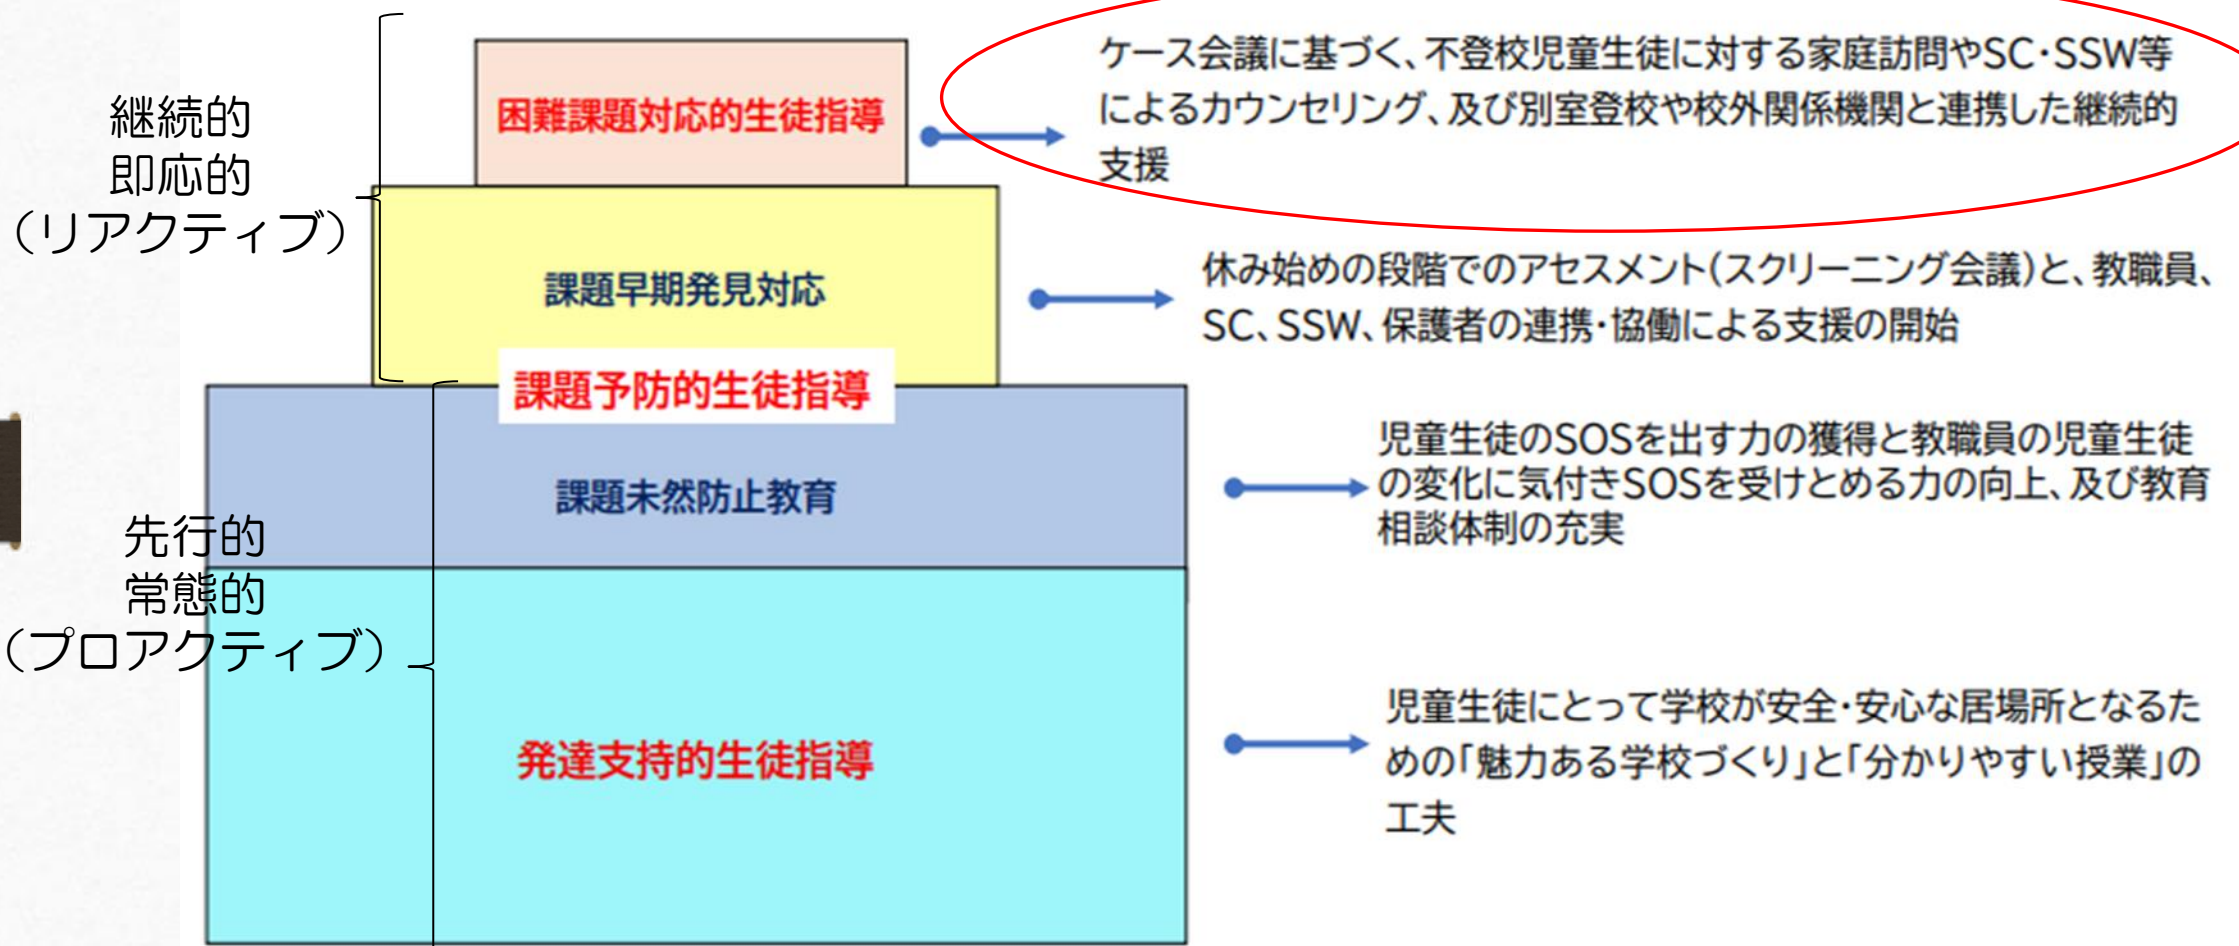 継続的
即応的
（リアクティブ）
困難課題対応的生徒指導
ケース会議に基づく、不登校児童生徒に対する家庭訪問やSC・SSW等
によるカウンセリング、及び別室登校や校外関係機関と連携した継続的
支援
課題早期発見対応
休み始めの段階でのアセスメント(スクリーニング会議)と、教職員、
SC、SSW、保護者の連携・協働による支援の開始
課題予防的生徒指導
先行的
常態的
（プロアクティブ）
課題未然防止教育
児童生徒のSOSを出す力の獲得と教職員の児童生徒
の変化に気付きSOSを受けとめる力の向上、及び教育
相談体制の充実
発達支持的生徒指導
児童生徒にとって学校が安全・安心な居場所となるた
めの「魅力ある学校づくり」と「分かりやすい授業」の
工夫